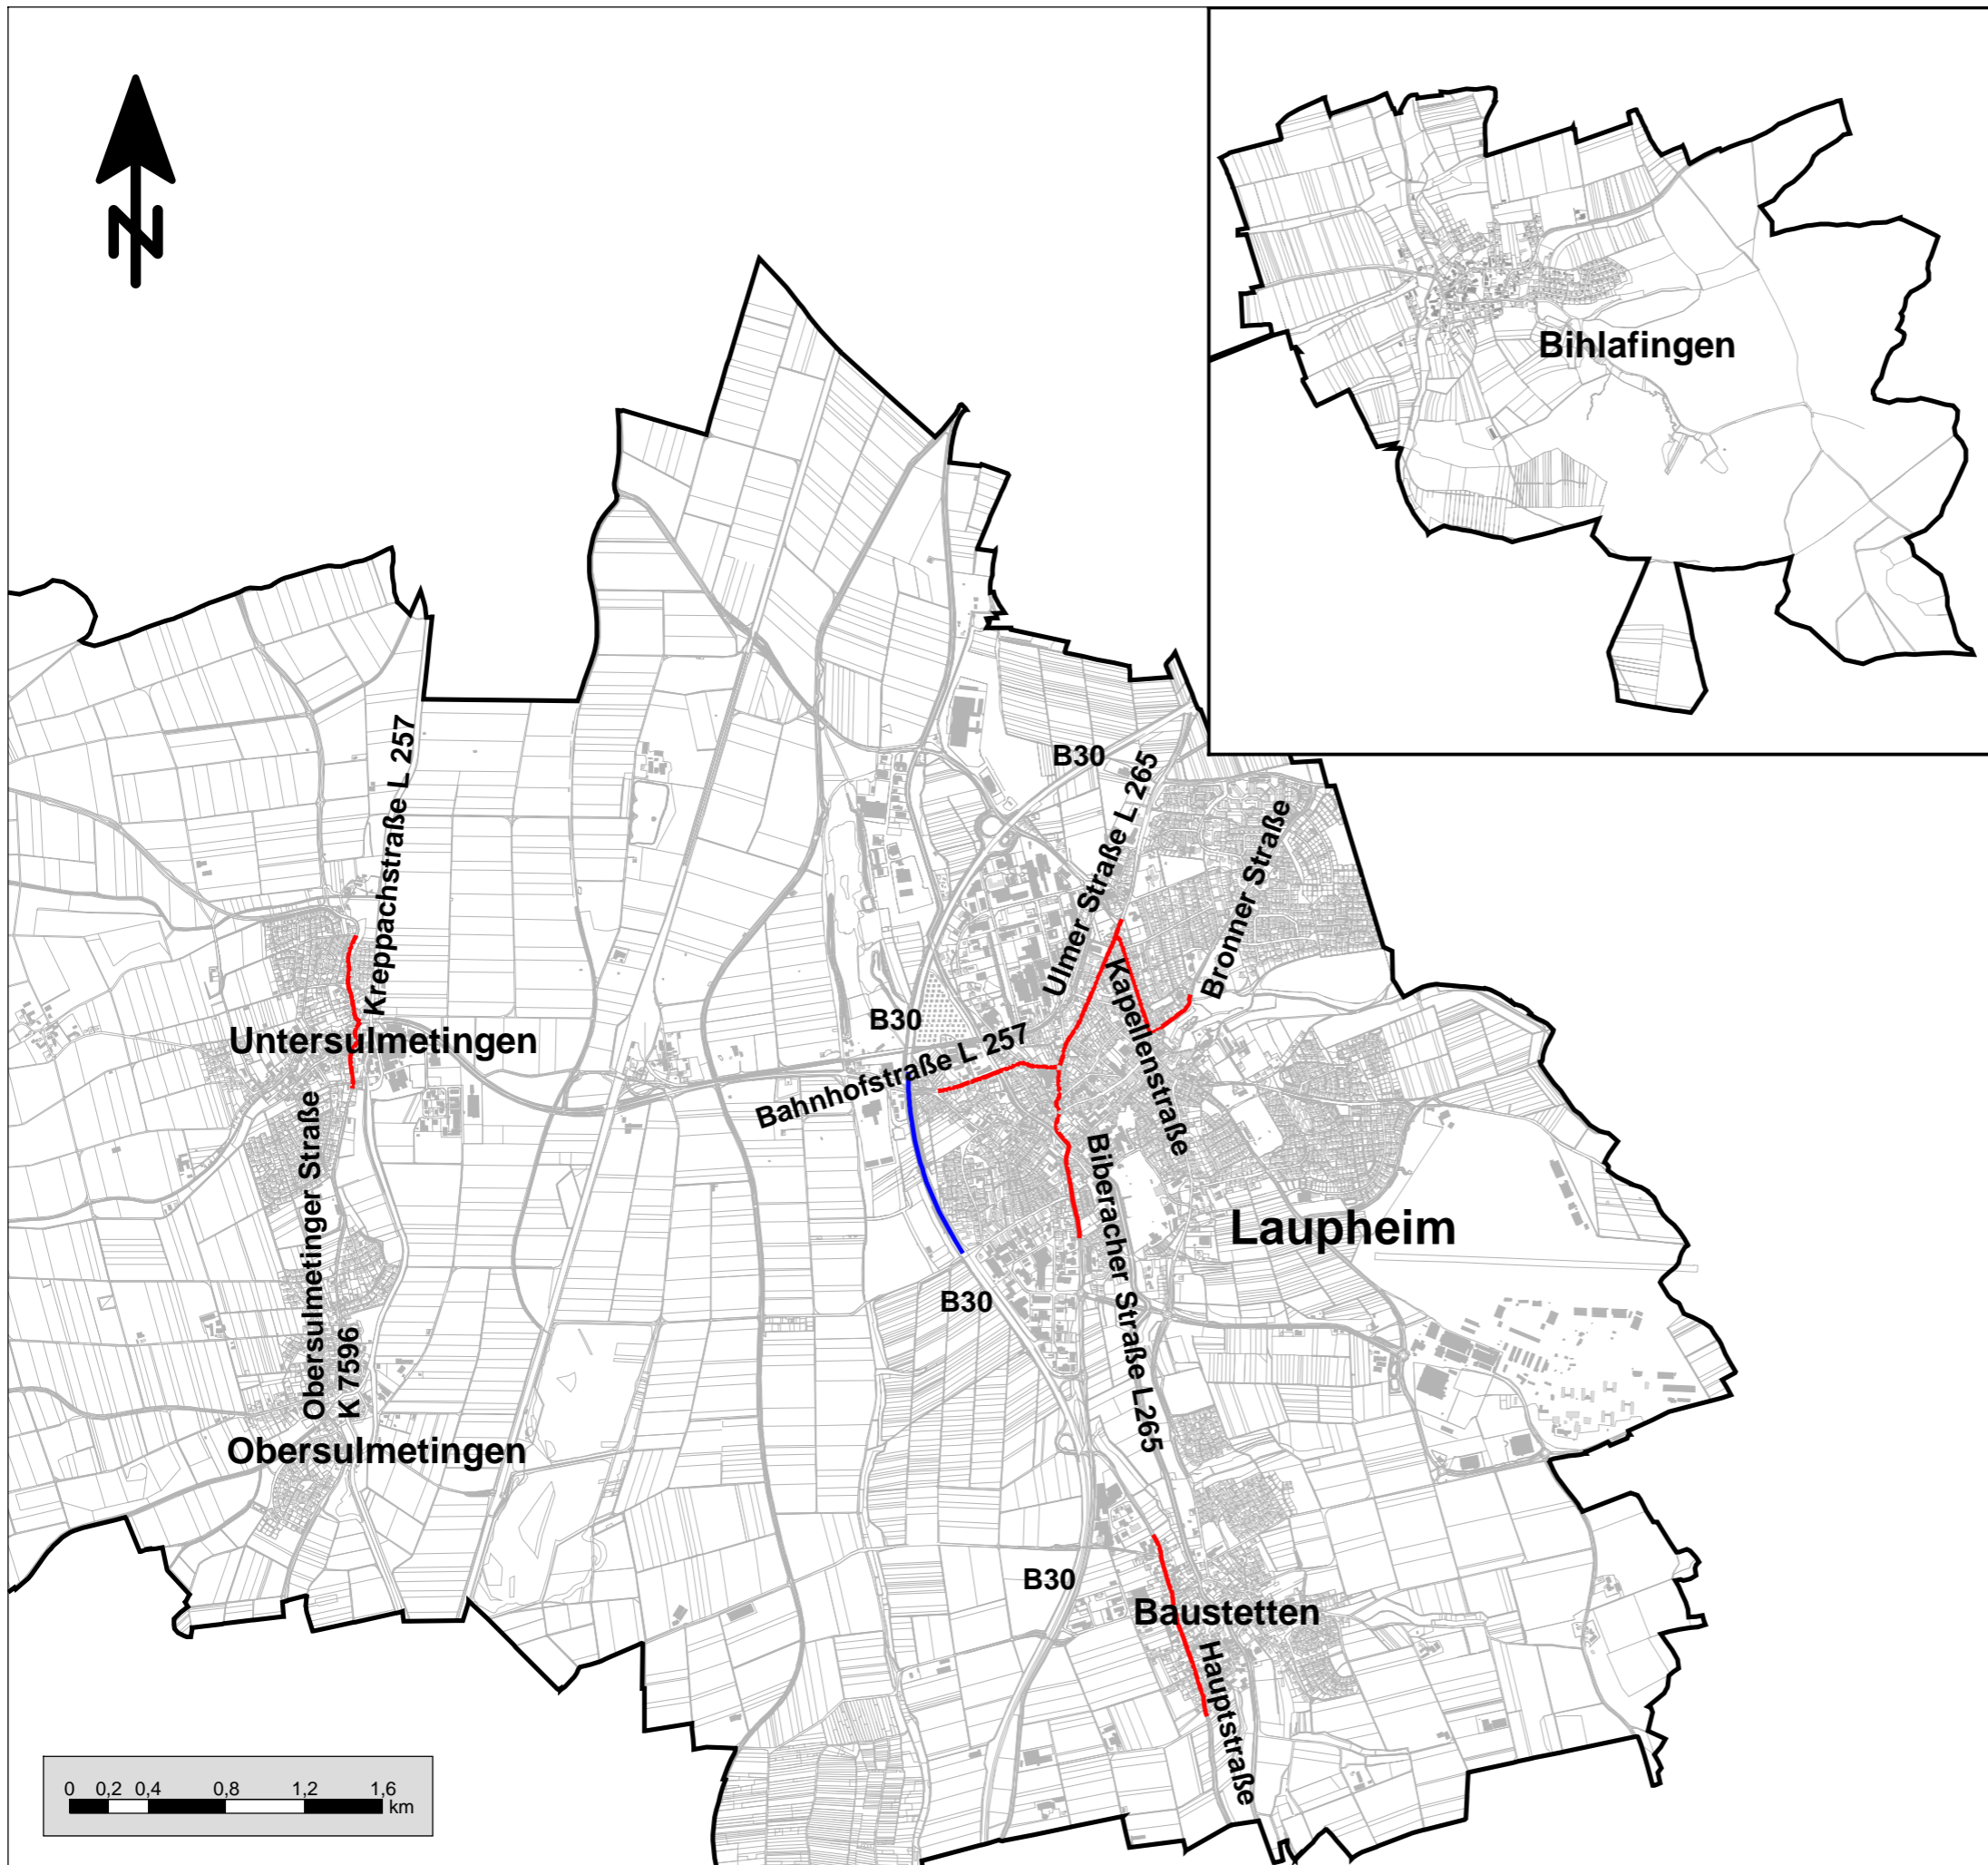 N
Bihlafingen
Kreppachstraße L 257
B30
Ulmer Straße L 265
Bronner Straße
Kapellenstraße
B30
Untersulmetingen
Bahnhofstraße L 257
Obersulmetinger Straße
K 7596
Biberacher Straße L265
Laupheim
B30
Obersulmetingen
B30
Baustetten
Hauptstraße
0 0,2 0,4 0,8 1,2 1,6
km